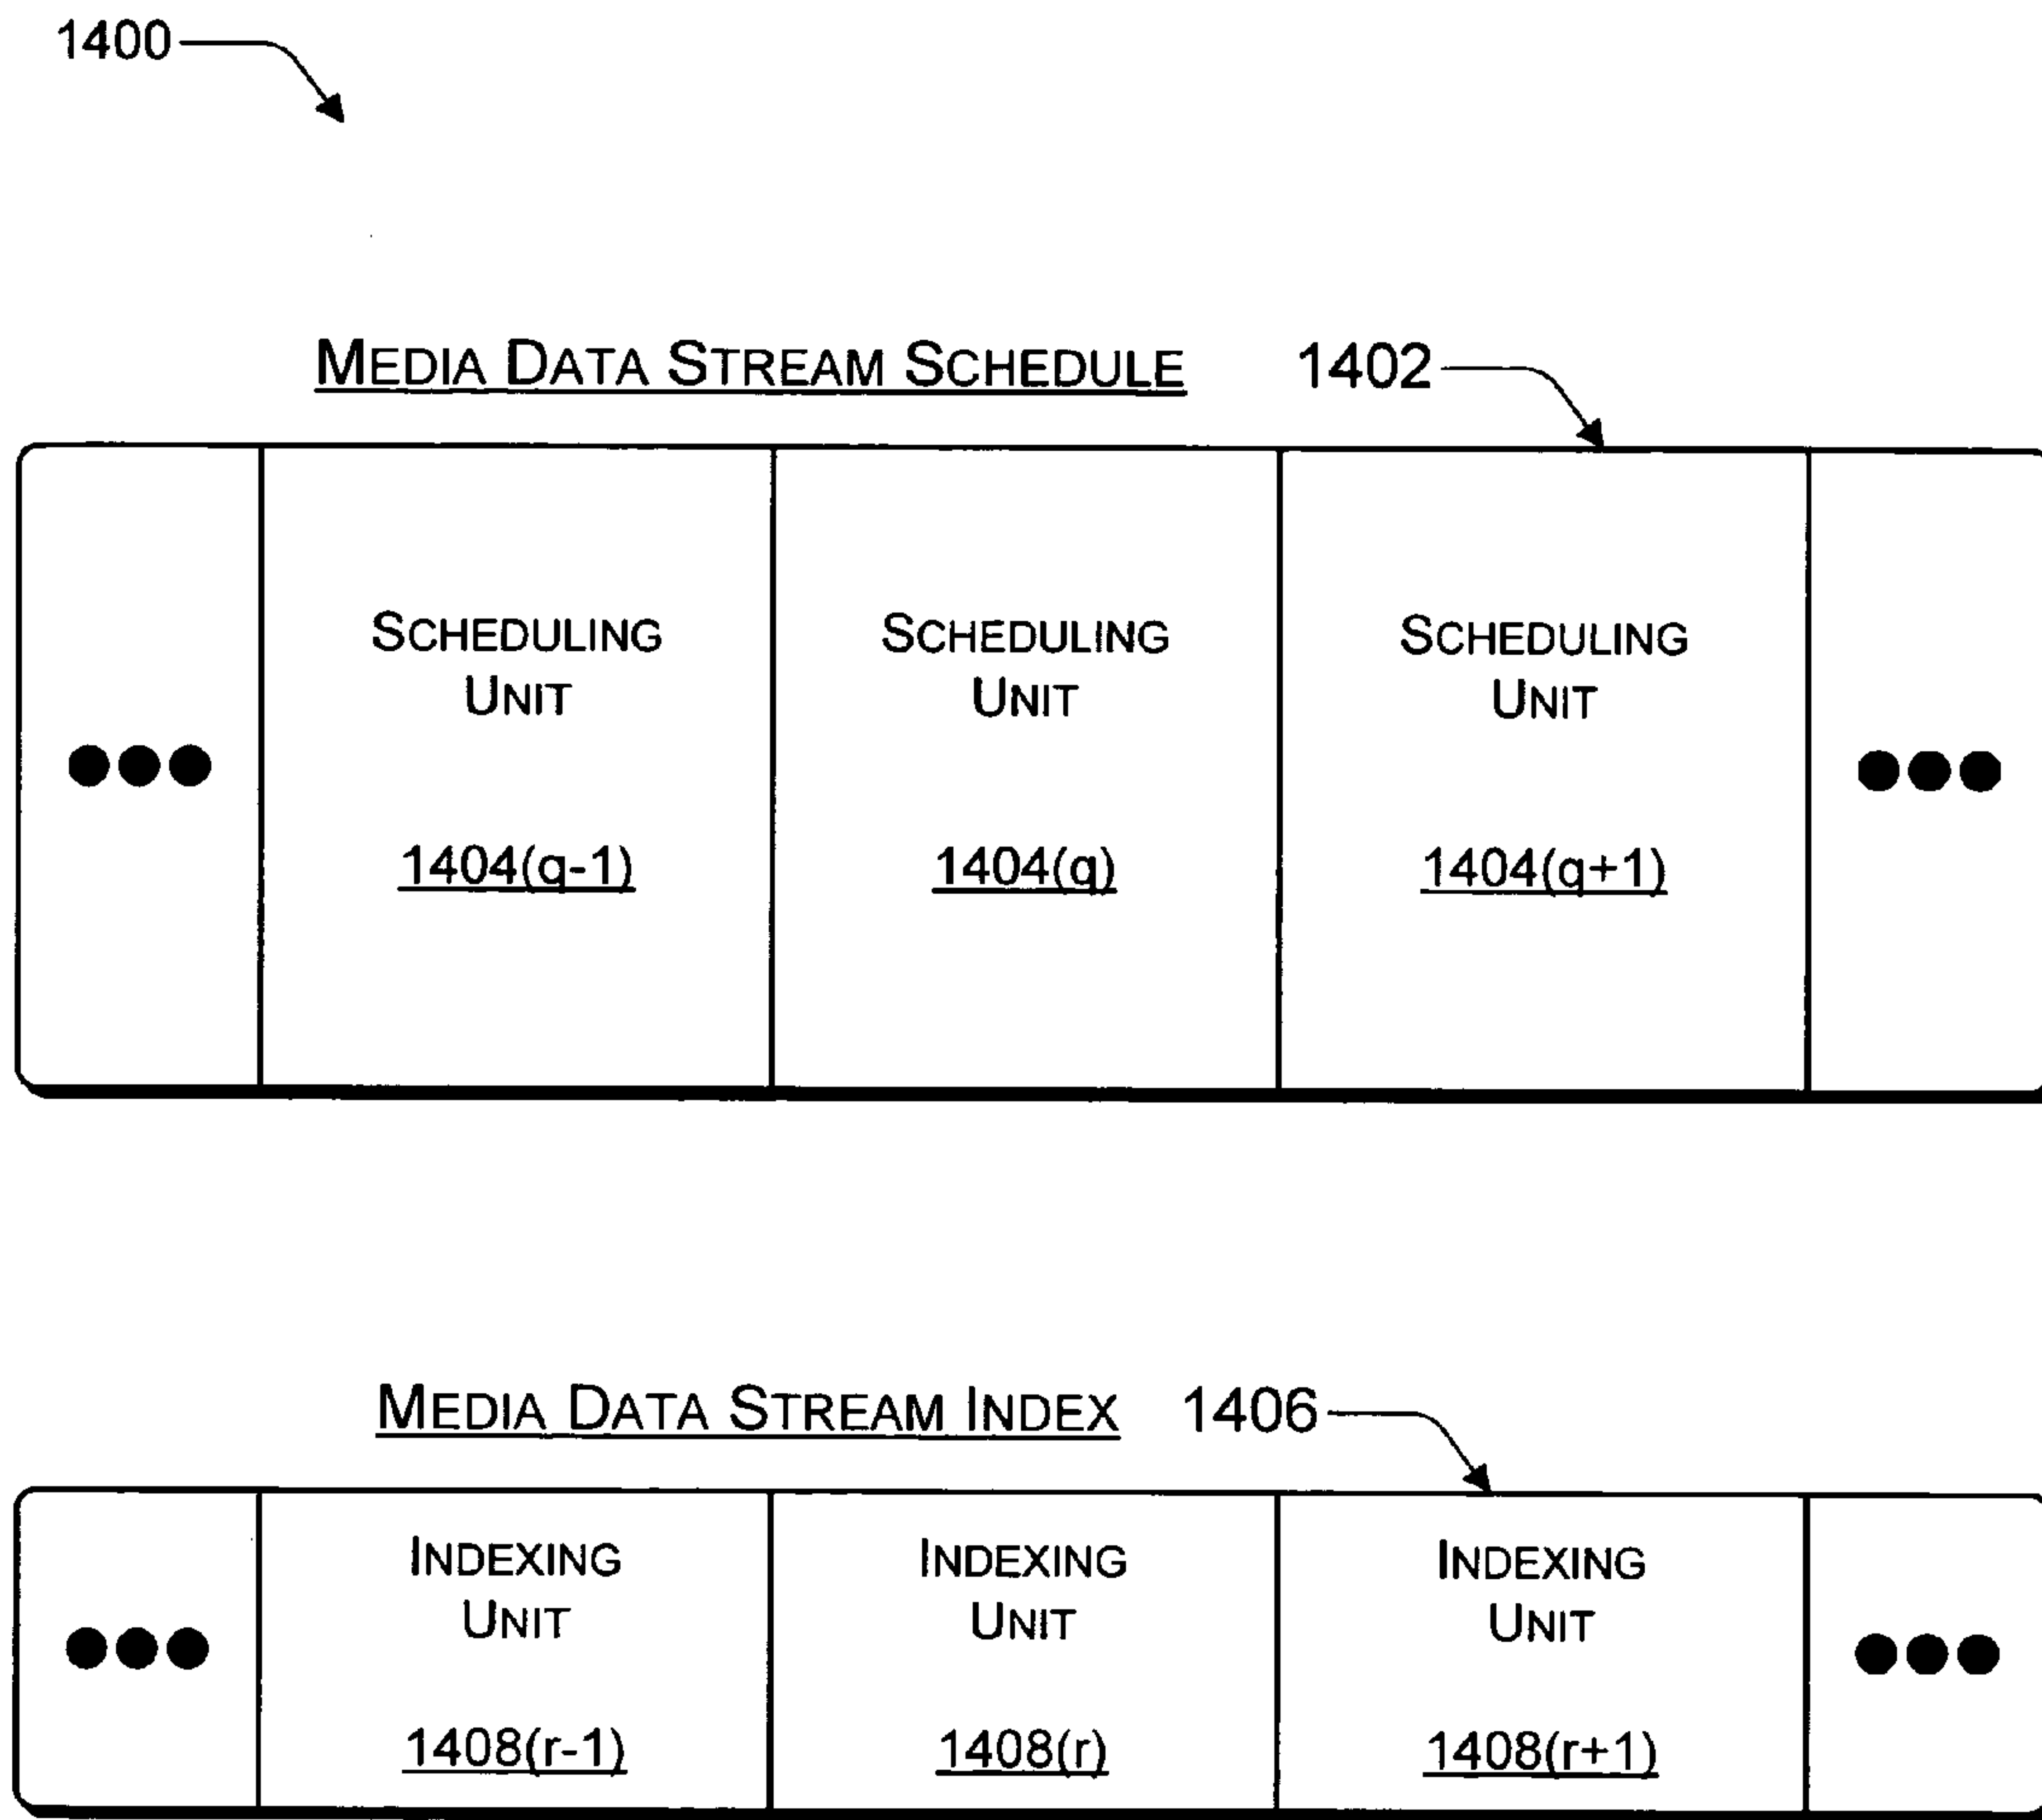 1400
MEDIA DATA STREAM SCHEDULE 1402
SCHEDULING UNIT
1404(q-1)
SCHEDULING UNIT
1404(q)
SCHEDULING UNIT
1404(q+1)
MEDIA DATA STREAM INDEX 1406
INDEXING UNIT
1408(r-1)
INDEXING UNIT
1408(r)
INDEXING UNIT
1408(r+1)